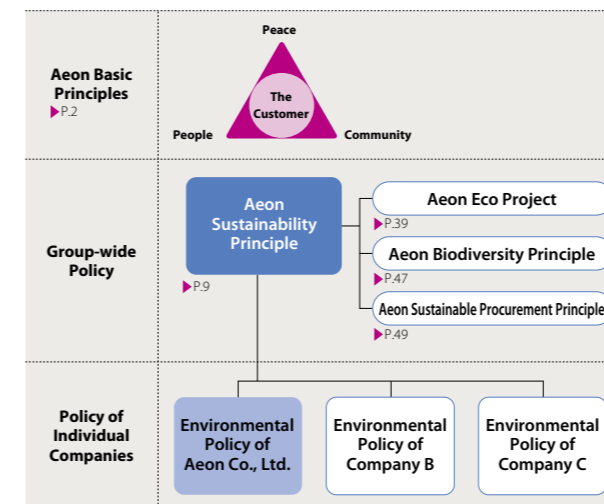 Aeon Basic
Principles
▶P.2
Peace
The
Customer
People
Community
Group-wide
Policy
Aeon
Sustainability
Principle
▶P.9
Aeon Eco Project
▶P.39
Aeon Biodiversity Principle
▶P.47
Aeon Sustainable Procurement Principle
▶P.49
Policy of
Individual
Companies
Environmental
Policy of
Aeon Co., Ltd.
Environmental
Policy of
Company B
Environmental
Policy of
Company C